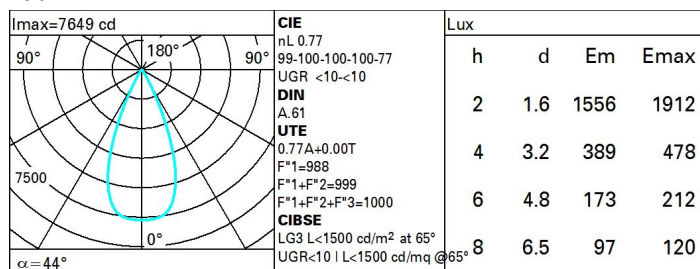 Imax=7649 cd
90°
180°
90°
7500
0°
α=44°
CIE
nL 0.77
99-100-100-100-77
UGR <10-<10
DIN
A.61
UTE
0.77A+0.00T
F"1=988
F"1+F"2=999
F"1+F"2+F"3=1000
CIBSE
LG3 L<1500 cd/m² at 65°
UGR<10 | L<1500 cd/mq @65°
Lux
h d Em Emax
2 1.6 1556 1912
4 3.2 389 478
6 4.8 173 212
8 6.5 97 120